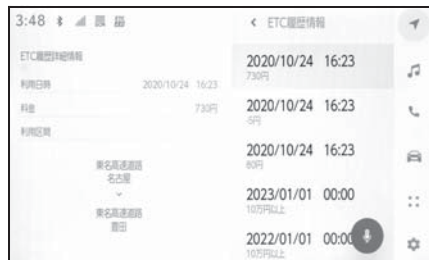 3:48
ETC履歴詳細情報
利用日時 2020/10/24 16:23
料金 730円
利用区間
東名高速道路
名古屋
東名高速道路
豊田
ETC履歴情報
2020/10/24 16:23
730円
2020/10/24 16:23
-5円
2020/10/24 16:23
80円
2023/01/01 00:00
10万円以上
2022/01/01 00:00
10万円以上